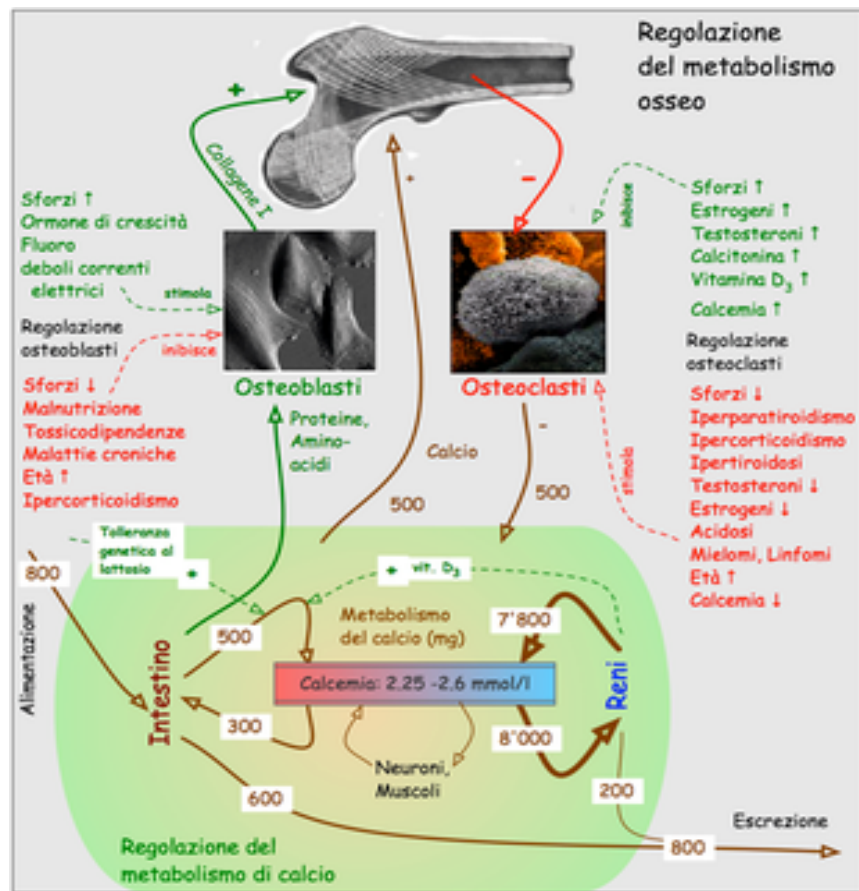 Regolazione
del metabolismo
osseo
+
Collagene I
+
-
Sforzi ↑
Ormone di crescità
Fluoro
deboli correnti
elettrici
stimola
Regolazione
osteoblasti
inibisce
Sforzi ↓
Malnutrizione
Tossicodipendenze
Malattie croniche
Età ↑
Ipercorticoidismo
Osteoblasti
Osteoclasti
inibisce
Sforzi ↑
Estrogeni ↑
Testosteroni ↑
Calcitonina ↑
Vitamina D₃ ↑
Calcemia ↑
Regolazione
osteoclasti
Sforzi ↓
Iperparatiroidismo
Ipercorticoidismo
Ipertiroidosi
Testosteroni ↓
Estrogeni ↓
Acidosi
Mielomi, Linfomi
Età ↑
Calcemia ↓
stimola
Proteine,
Amino-
acidi
Calcio
500
-
500
Tolleranza
genetica al
lattosio
+
+ vit. D₃
800
Alimentazione
Intestino
500
Metabolismo
del calcio (mg)
7'800
Calcemia: 2,25 -2,6 mmol/l
Reni
300
8'000
Neuroni,
Muscoli
600
200
800
Escrezione
Regolazione del
metabolismo di calcio